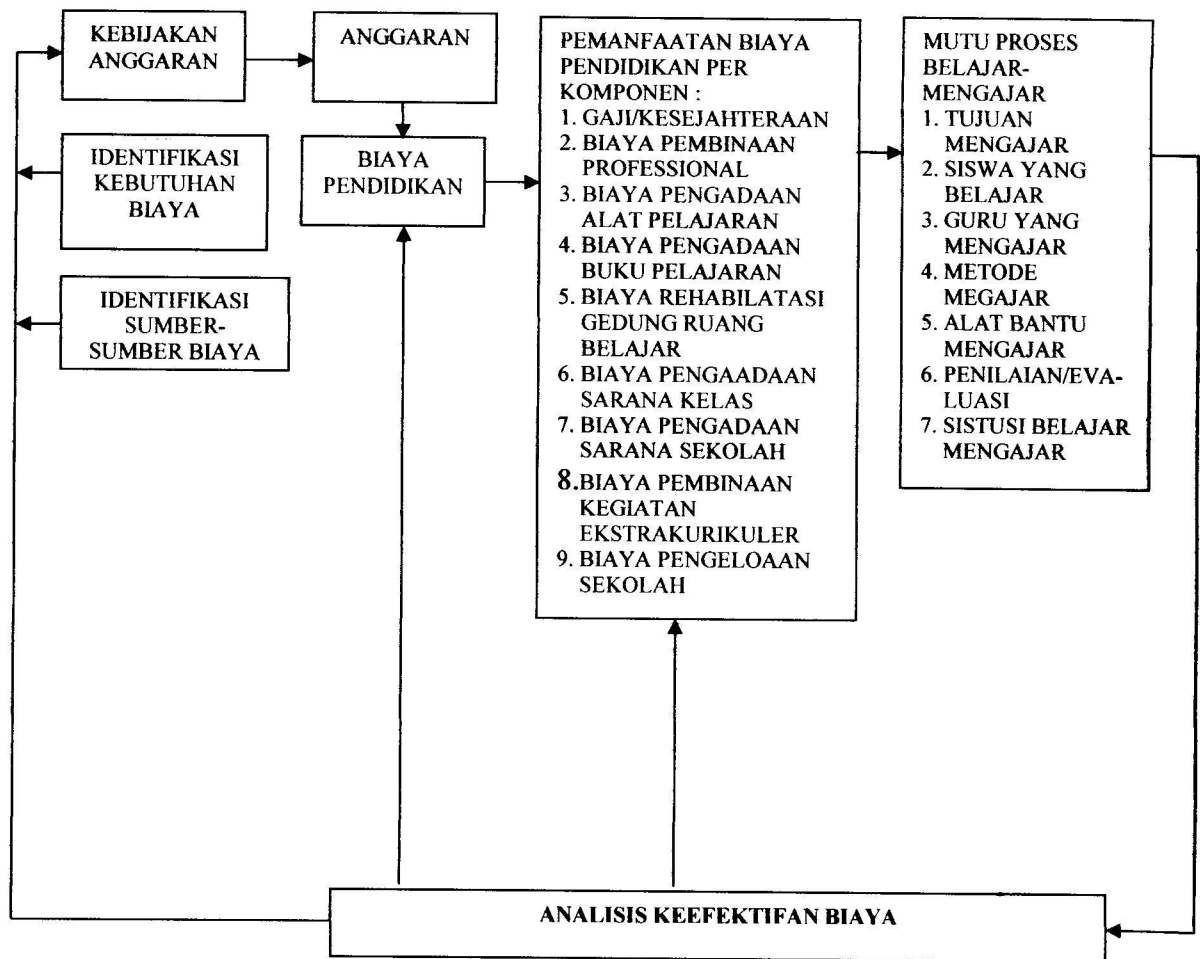 KEBIJAKAN
ANGGARAN
ANGGARAN
IDENTIFIKASI
KEBUTUHAN
BIAYA
BIAYA
PENDIDIKAN
IDENTIFIKASI
SUMBER-
SUMBER BIAYA
PEMANFAATAN BIAYA
PENDIDIKAN PER
KOMPONEN :
1. GAJI/KESEJAHTERAAN
2. BIAYA PEMBINAAN
PROFESSIONAL
3. BIAYA PENGADAAN
ALAT PELAJARAN
4. BIAYA PENGADAAN
BUKU PELAJARAN
5. BIAYA REHABILATASI
GEDUNG RUANG
BELAJAR
6. BIAYA PENGAADAAN
SARANA KELAS
7. BIAYA PENGADAAN
SARANA SEKOLAH
8.BIAYA PEMBINAAN
KEGIATAN
EKSTRAKURIKULER
9. BIAYA PENGELOAAN
SEKOLAH
MUTU PROSES
BELAJAR-
MENGAJAR
1. TUJUAN
MENGAJAR
2. SISWA YANG
BELAJAR
3. GURU YANG
MENGAJAR
4. METODE
MEGAJAR
5. ALAT BANTU
MENGAJAR
6. PENILAIAN/EVA-
LUASI
7. SISTUSI BELAJAR
MENGAJAR
ANALISIS KEEFEKTIFAN BIAYA